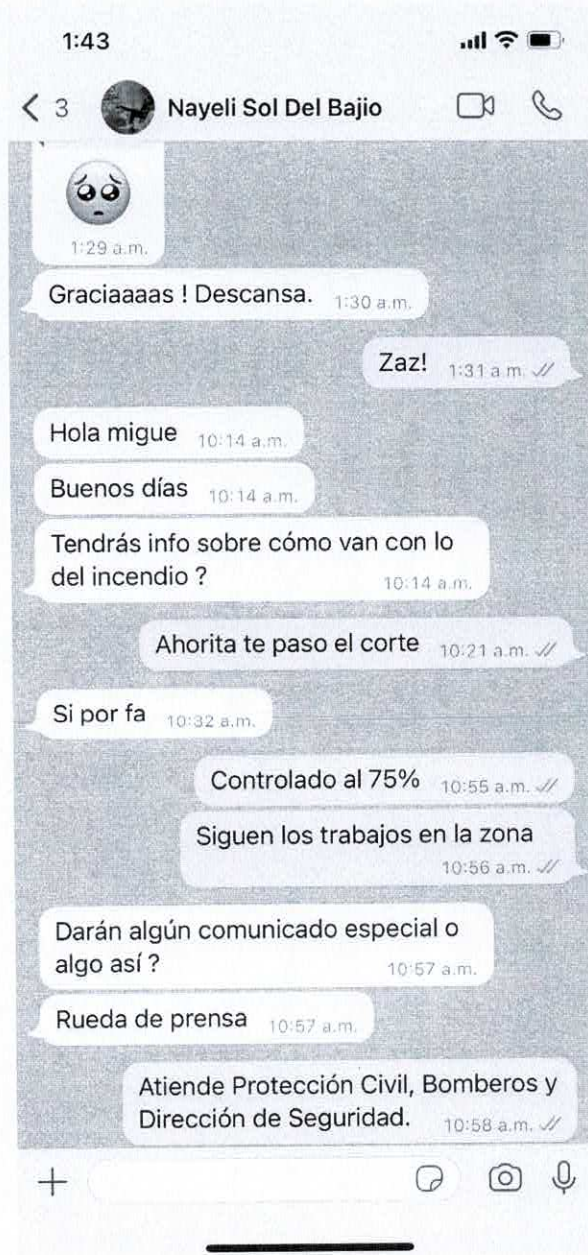 1:43
3 Nayeli Sol Del Bajio
1:29 a.m.
Graciaaaas ! Descansa. 1:30 a.m.
Zaz! 1:31 a.m.
Hola migue 10:14 a.m.
Buenos días 10:14 a.m.
Tendrás info sobre cómo van con lo
del incendio ? 10:14 a.m.
Ahorita te paso el corte 10:21 a.m.
Si por fa 10:32 a.m.
Controlado al 75% 10:55 a.m.
Siguen los trabajos en la zona
10:56 a.m.
Darán algún comunicado especial o
algo así ? 10:57 a.m.
Rueda de prensa 10:57 a.m.
Atiende Protección Civil, Bomberos y
Dirección de Seguridad. 10:58 a.m.